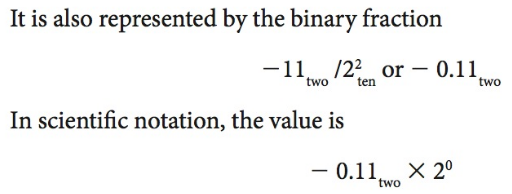 It is also represented by the binary fraction
−11two /2²ten or − 0.11two
In scientific notation, the value is
− 0.11two × 2⁰